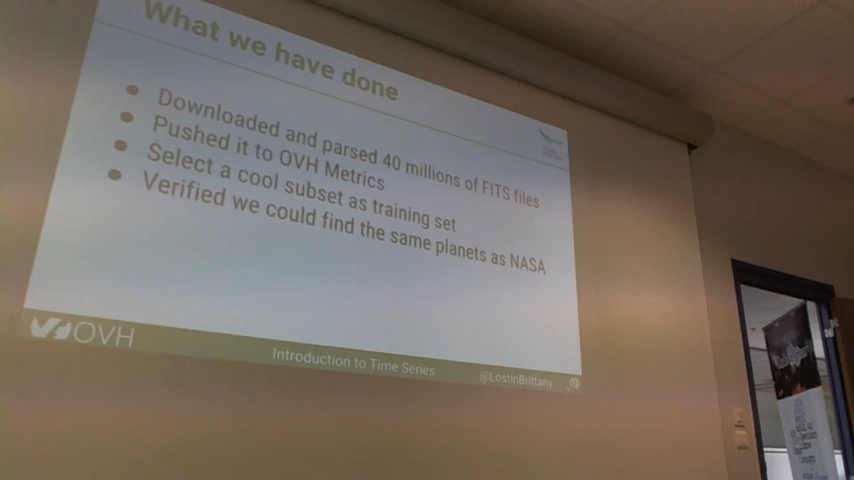 What we have done
Downloaded and parsed 40 millions of FITS files
Pushed it to OVH Metrics
Select a cool subset as training set
Verified we could find the same planets as NASA
OVH
Introduction to Time Series
@LostInBrittany